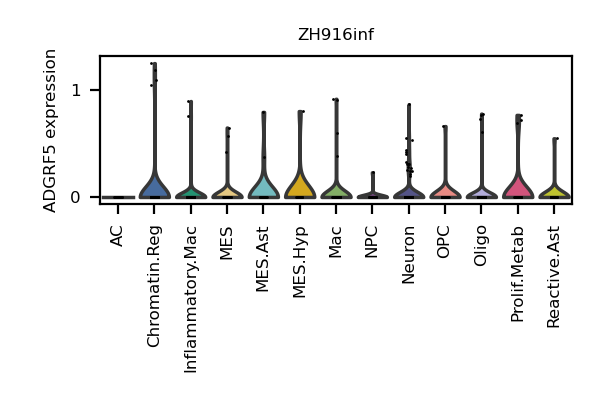 ZH916inf
ADGRF5 expression
1
0
AC
Chromatin.Reg
Inflammatory.Mac
MES
MES.Ast
MES.Hyp
Mac
NPC
Neuron
OPC
Oligo
Prolif.Metab
Reactive.Ast